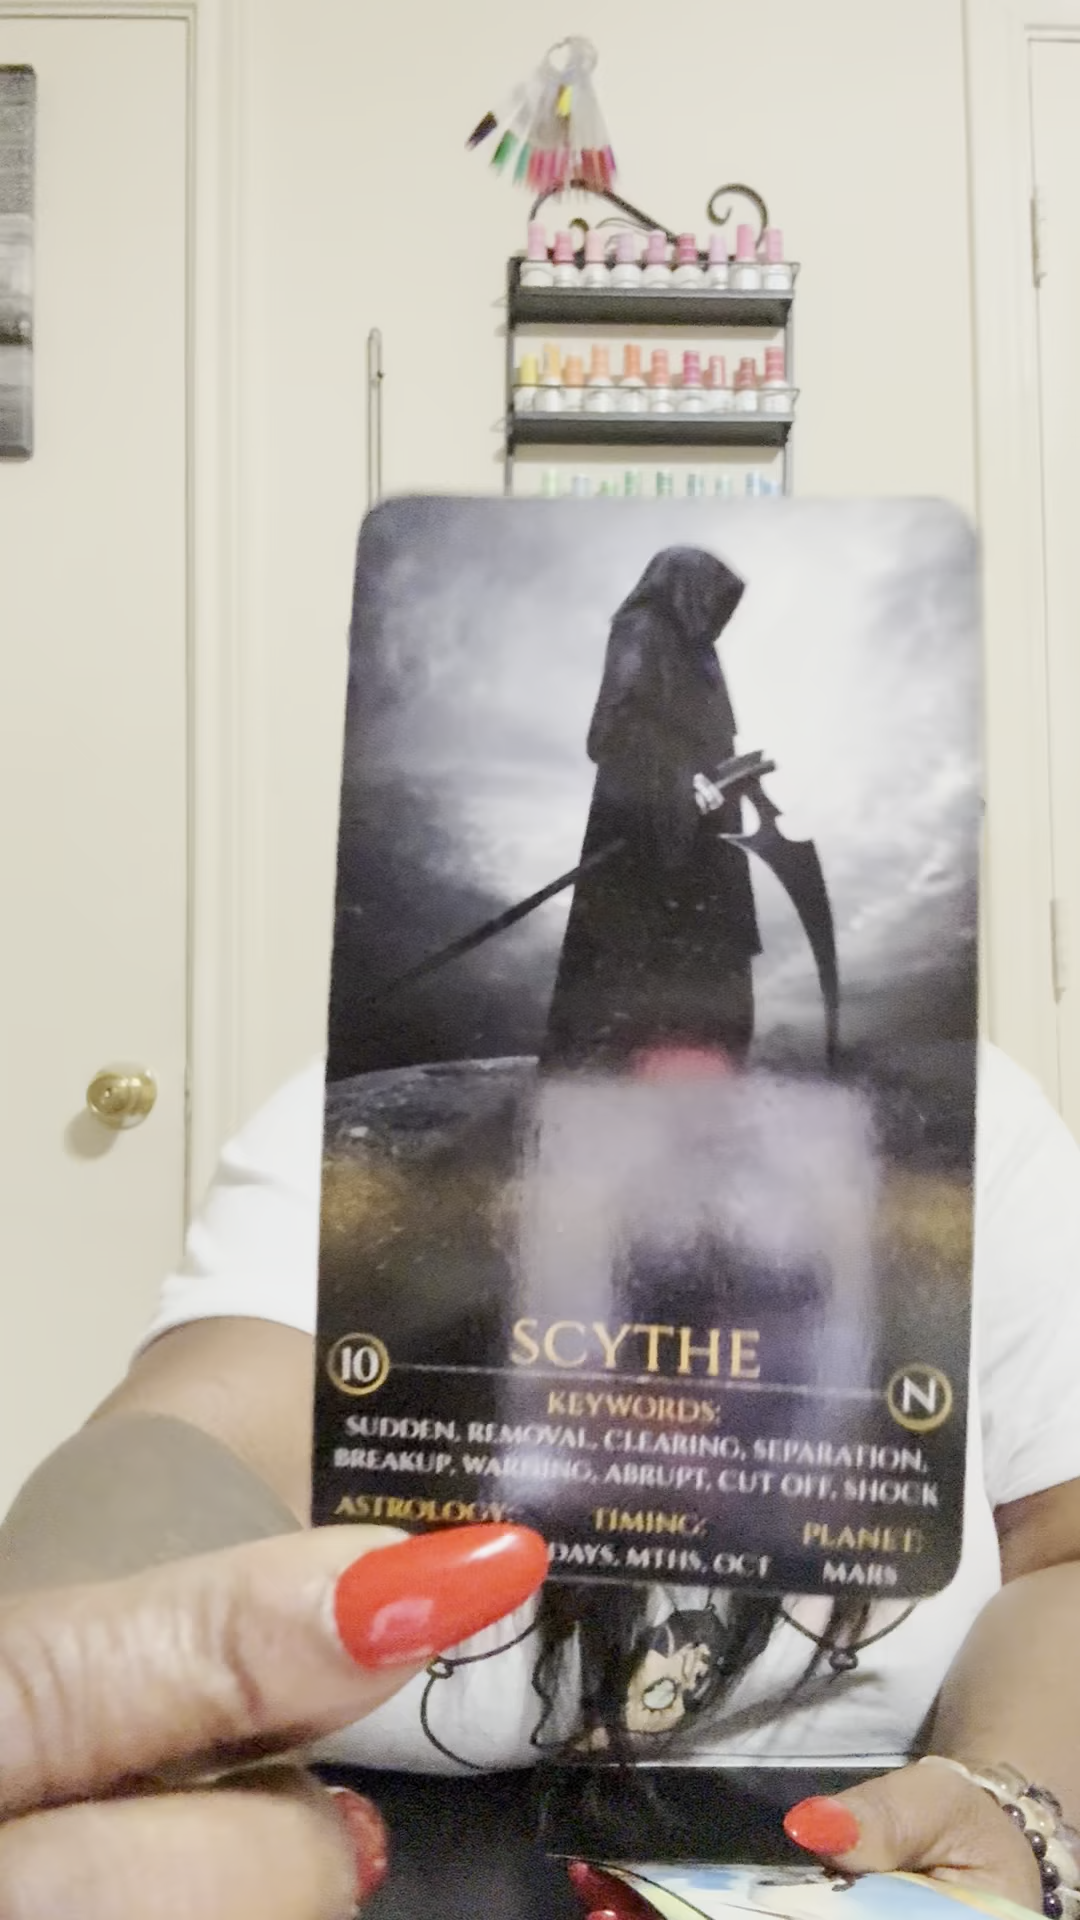 SCYTHE
10
N
KEYWORDS:
SUDDEN, REMOVAL, CLEARING, SEPARATION,
BREAKUP, WARNING, ABRUPT, CUT OFF, SHOCK
ASTROLOGY: TIMING: PLANET:
DAYS, MTHS, OCT MARS